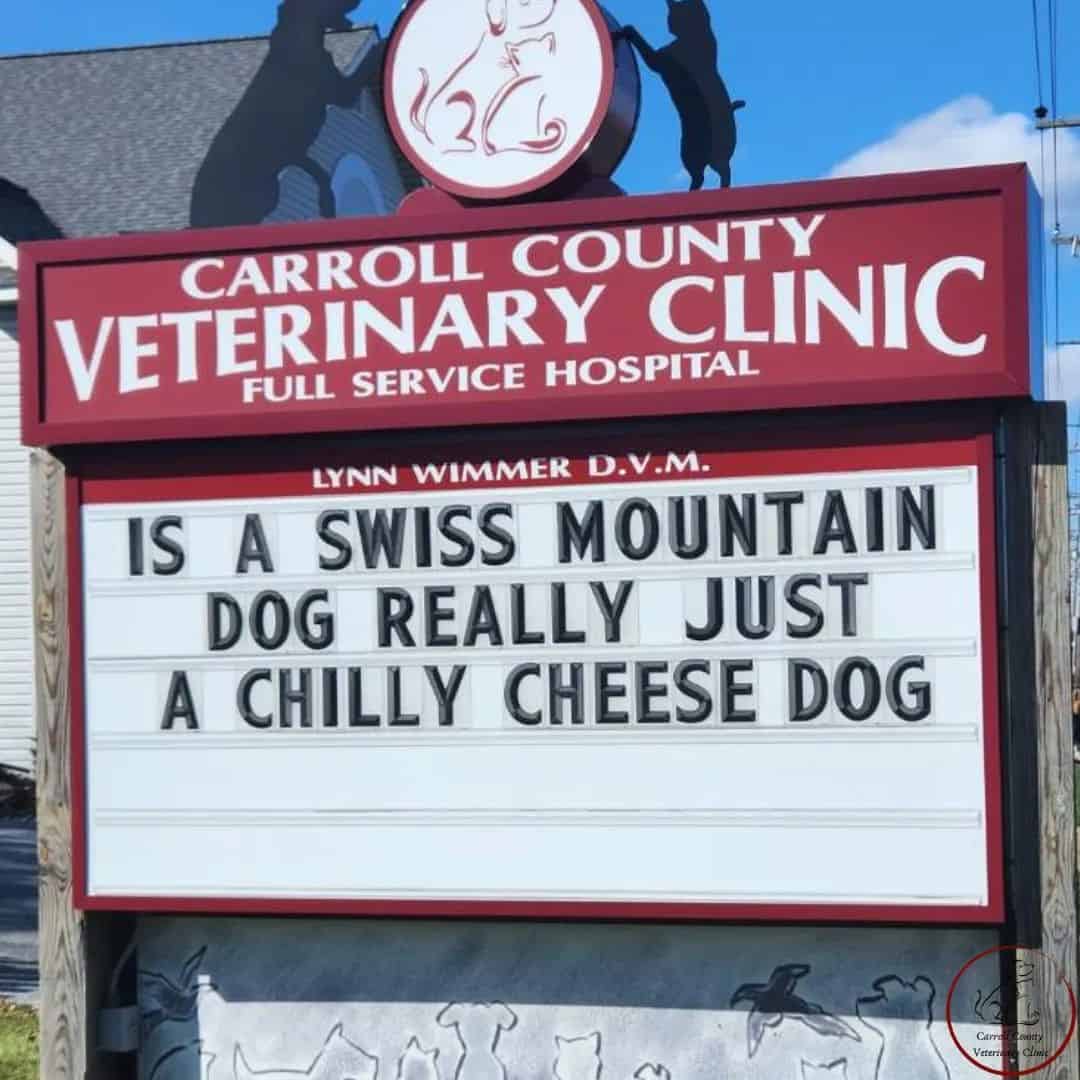 CARROLL COUNTY
VETERINARY CLINIC
FULL SERVICE HOSPITAL
LYNN WIMMER D.V.M.
IS A SWISS MOUNTAIN
DOG REALLY JUST
A CHILLY CHEESE DOG
Carroll County
Veterinary Clinic